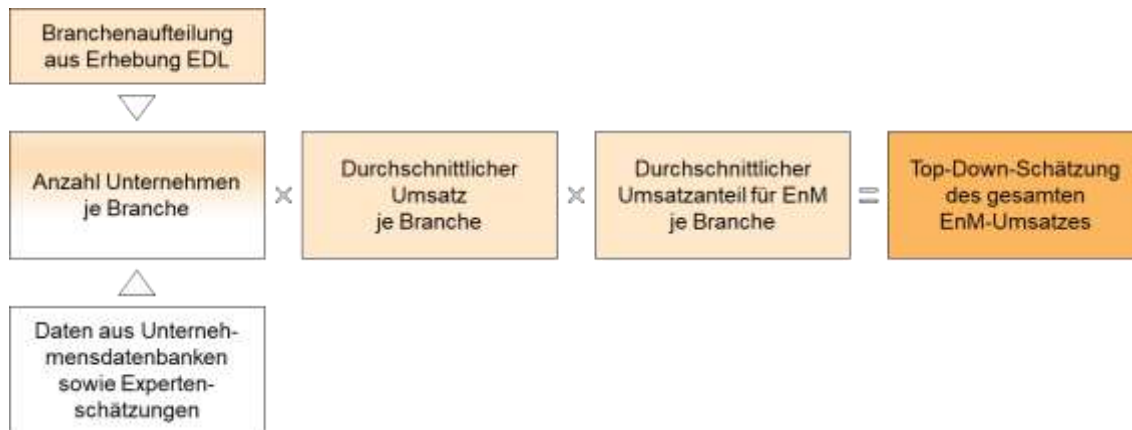 Branchenaufteilung
aus Erhebung EDL
Anzahl Unternehmen
je Branche
×
Durchschnittlicher
Umsatz
je Branche
×
Durchschnittlicher
Umsatzanteil für EnM
je Branche
=
Top-Down-Schätzung
des gesamten
EnM-Umsatzes
Daten aus Unterneh-
mensdatenbanken
sowie Experten-
schätzungen